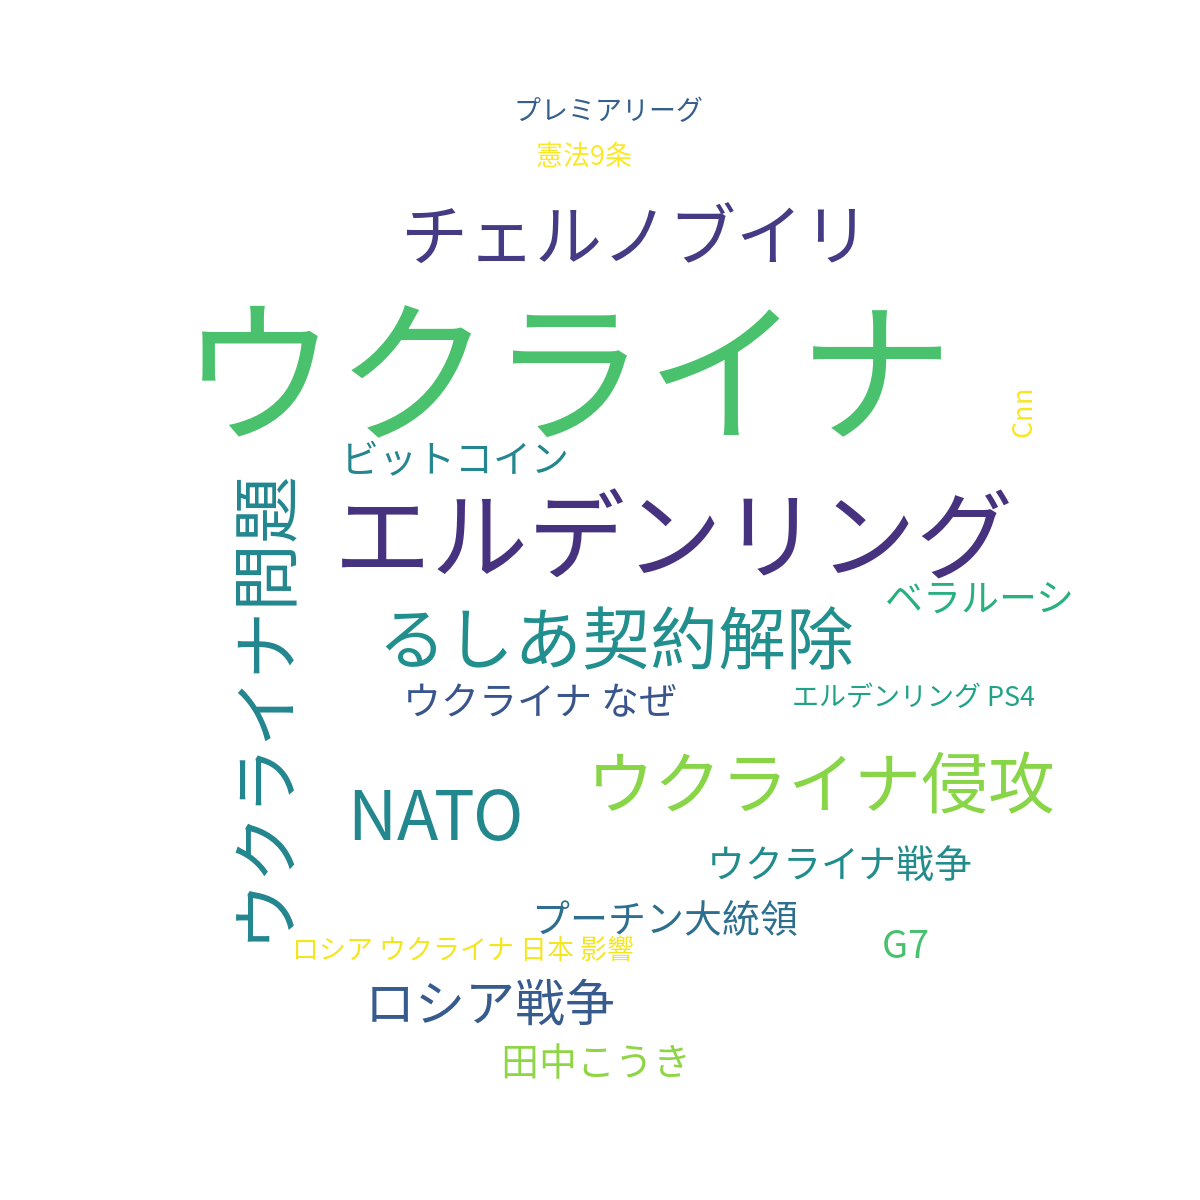 プレミアリーグ
憲法9条
チェルノブイリ
ウクライナ
Cnn
ビットコイン
ウクライナ問題
エルデンリング
ベラルーシ
るしあ契約解除
ウクライナ なぜ
エルデンリング PS4
ウクライナ侵攻
NATO
ウクライナ戦争
プーチン大統領
G7
ロシア ウクライナ 日本 影響
ロシア戦争
田中こうき